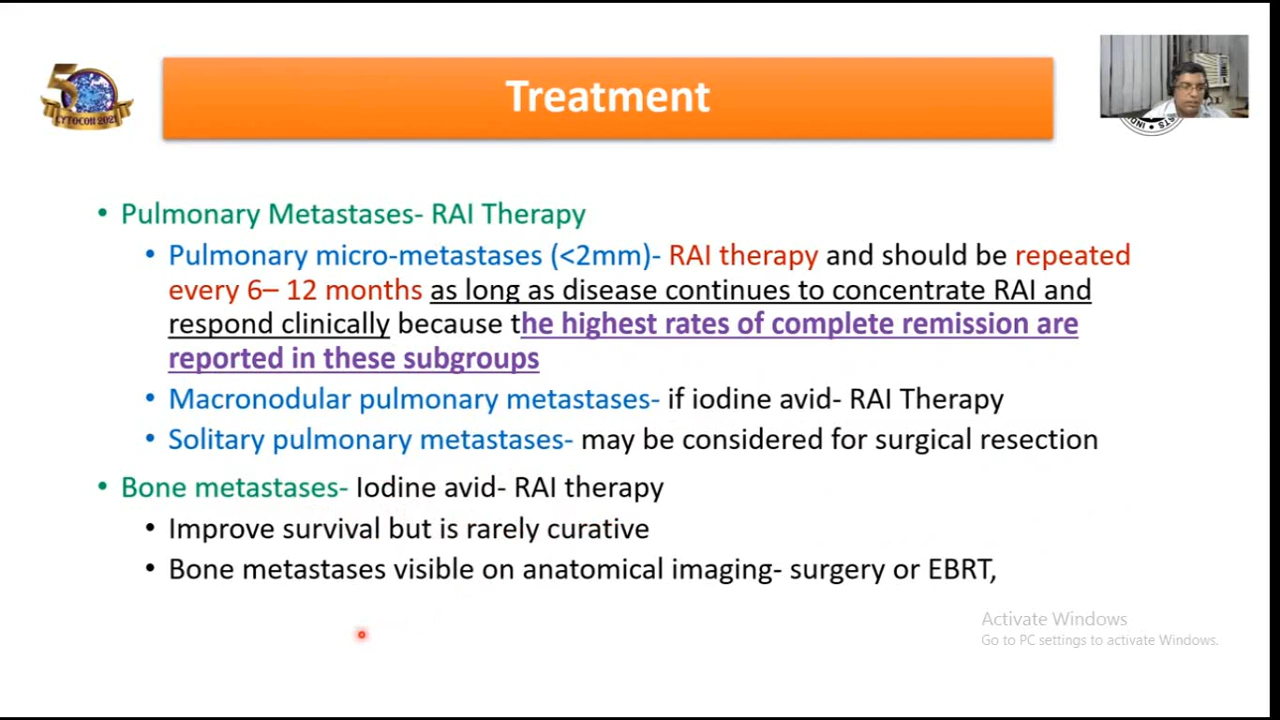 50
CYTOCON 2021
Treatment
• Pulmonary Metastases- RAI Therapy
• Pulmonary micro-metastases (<2mm)- RAI therapy and should be repeated
every 6– 12 months as long as disease continues to concentrate RAI and
respond clinically because the highest rates of complete remission are
reported in these subgroups
• Macronodular pulmonary metastases- if iodine avid- RAI Therapy
• Solitary pulmonary metastases- may be considered for surgical resection
• Bone metastases- Iodine avid- RAI therapy
• Improve survival but is rarely curative
• Bone metastases visible on anatomical imaging- surgery or EBRT,
Activate Windows
Go to PC settings to activate Windows.